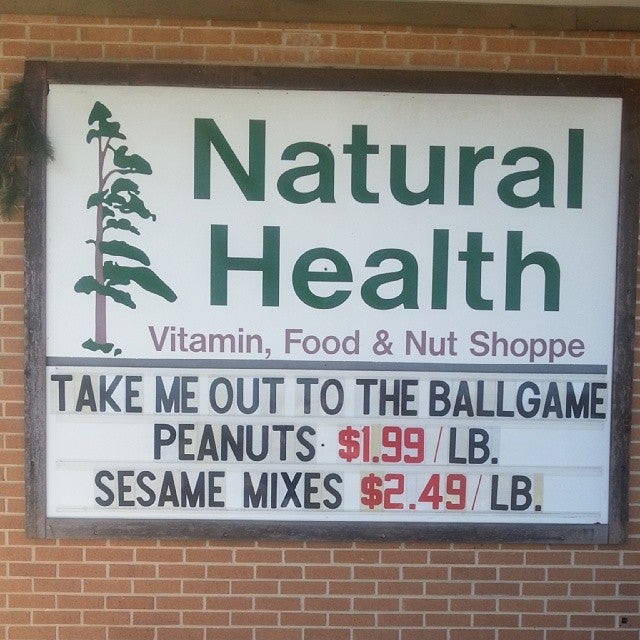 Natural
Health
Vitamin, Food & Nut Shoppe
TAKE ME OUT TO THE BALLGAME
PEANUTS $1.99/LB.
SESAME MIXES $2.49/LB.